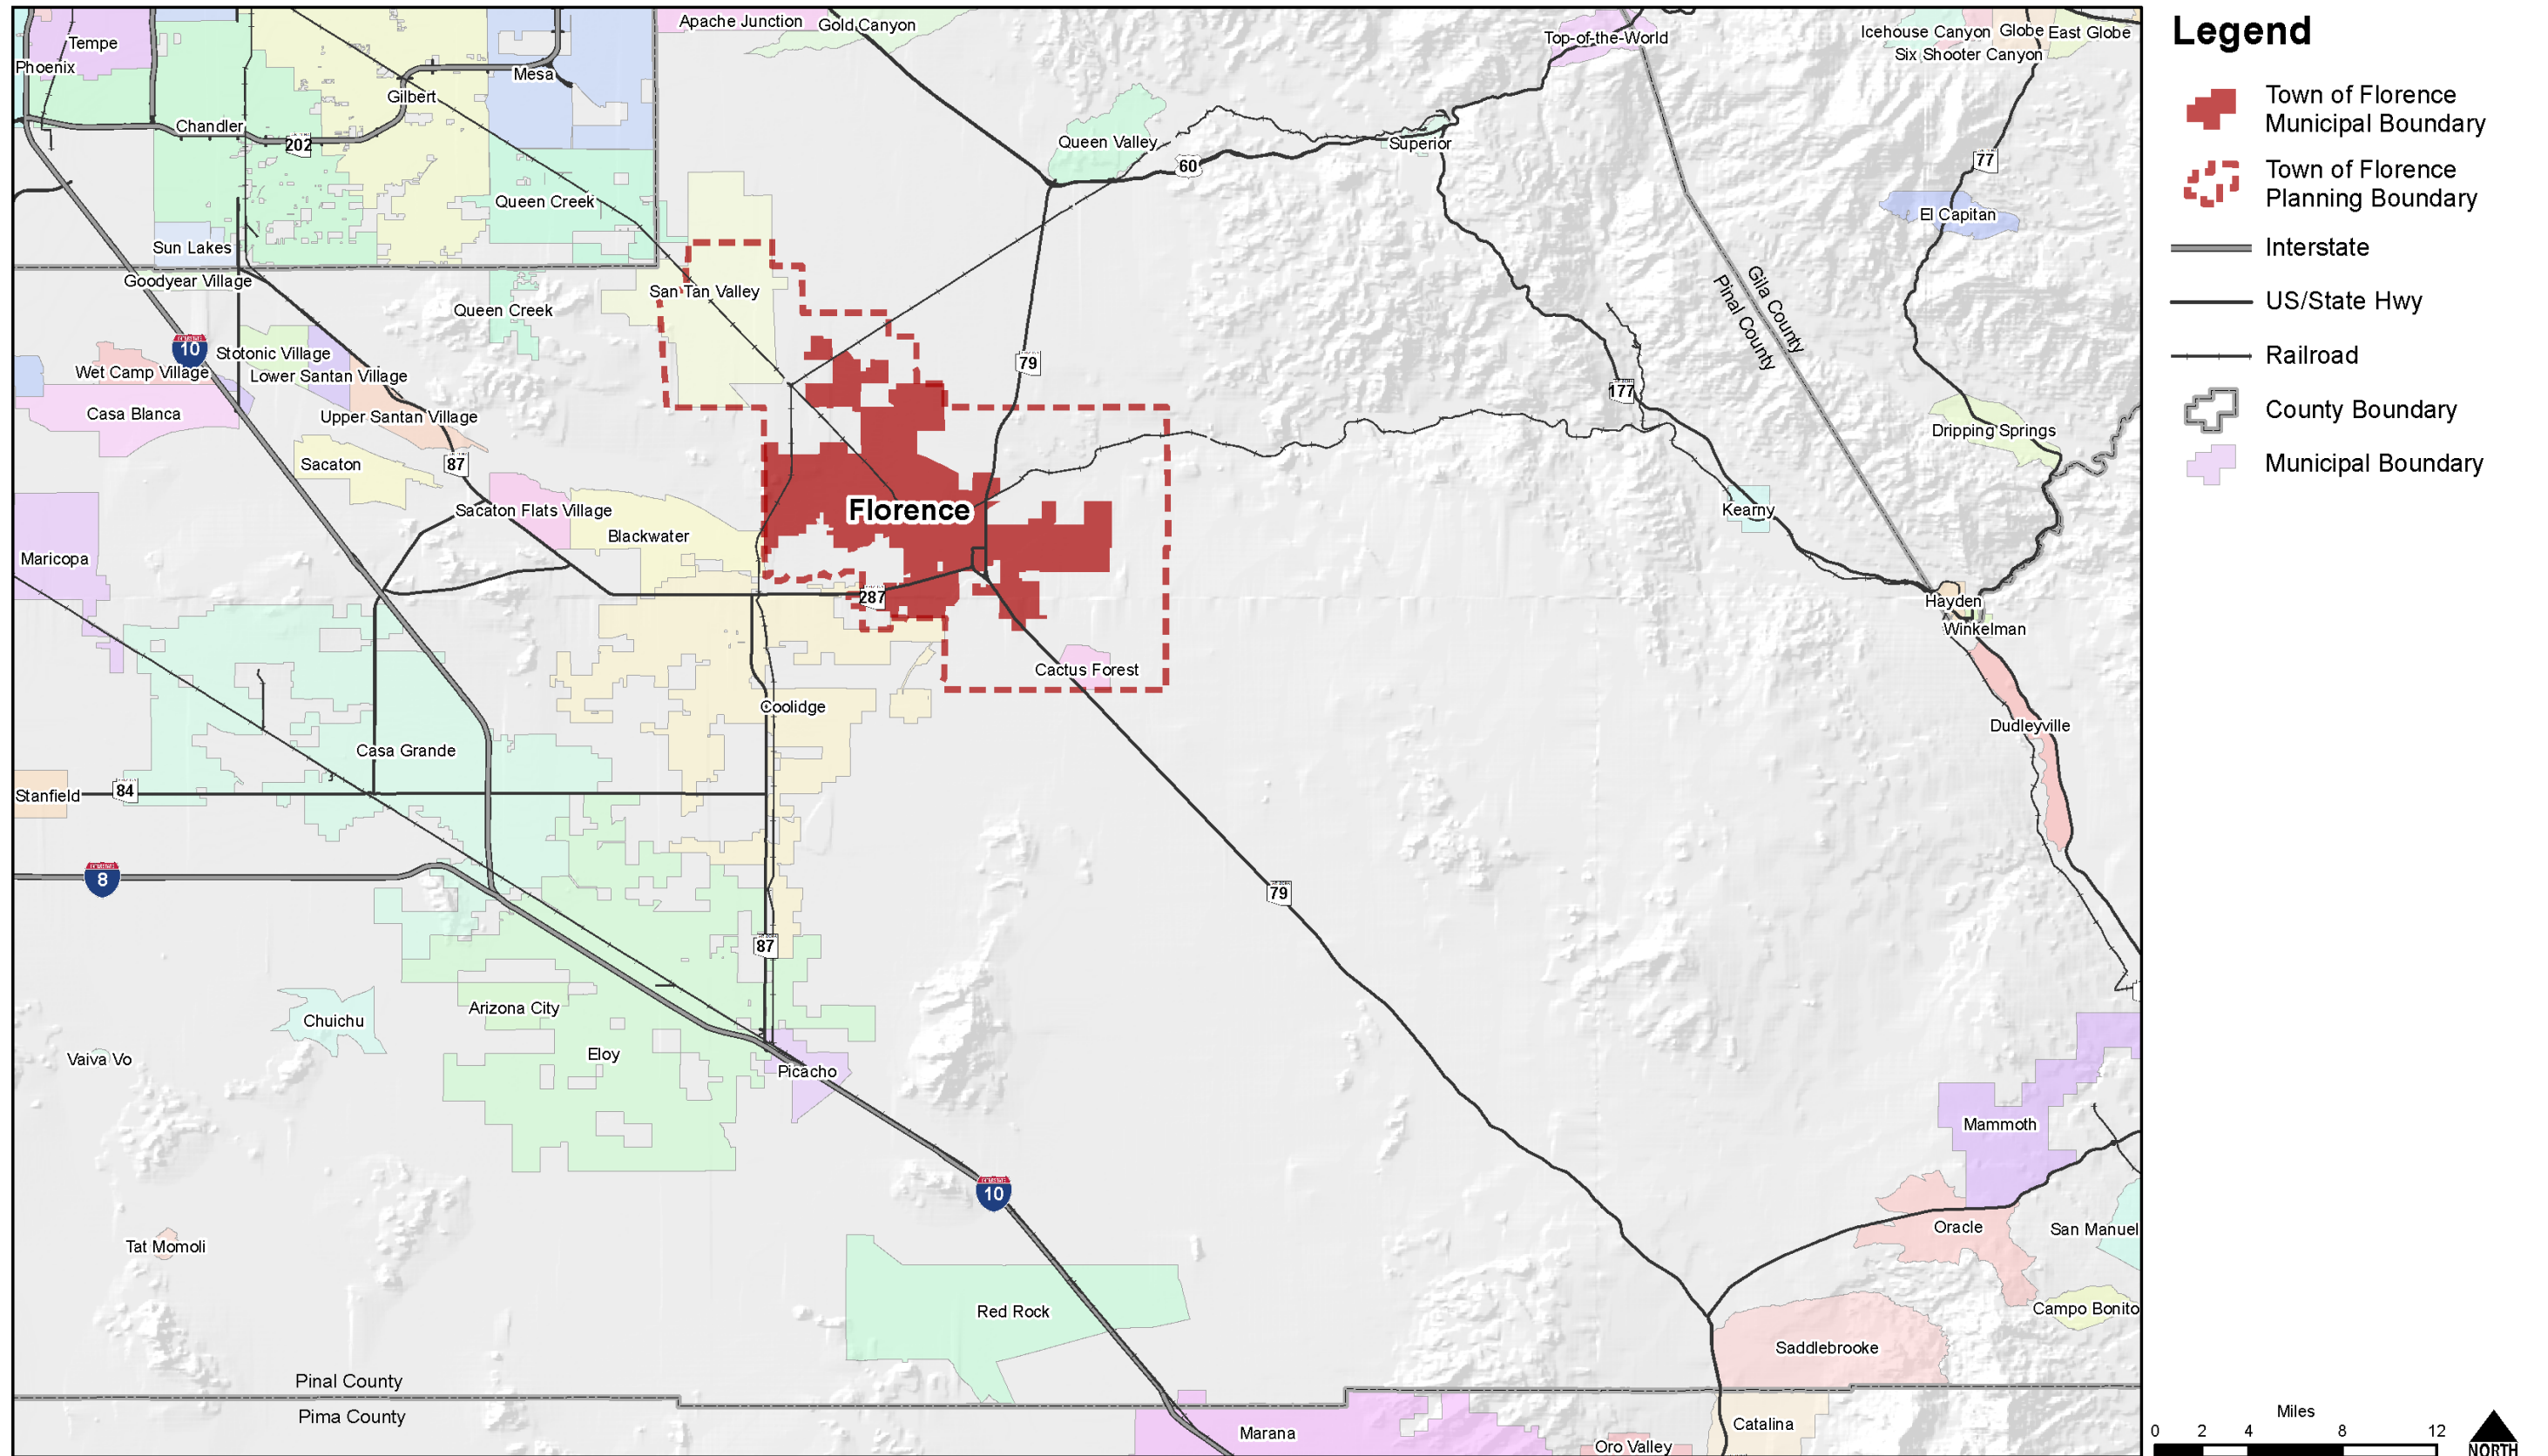 Apache Junction
Gold Canyon
Top-of-the-World
Icehouse Canyon
Globe
East Globe
Six Shooter Canyon
Tempe
Phoenix
Mesa
Gilbert
Chandler
202
Queen Valley
60
Superior
77
Queen Creek
El Capitan
Sun Lakes
Goodyear Village
San Tan Valley
Queen Creek
Gila County
Pinal County
10
Stotonic Village
Wet Camp Village
Lower Santan Village
79
177
Casa Blanca
Upper Santan Village
Dripping Springs
Sacaton
87
Sacaton Flats Village
Florence
Kearny
Blackwater
Maricopa
287
Hayden
Winkelman
Cactus Forest
Coolidge
Dudleyville
Casa Grande
Stanfield
84
8
79
87
Arizona City
Chuichu
Vaiva Vo
Eloy
Picacho
Mammoth
10
Tat Momoli
Oracle
San Manuel
Red Rock
Campo Bonito
Saddlebrooke
Pinal County
Pima County
Marana
Oro Valley
Catalina
Legend
Town of Florence
Municipal Boundary
Town of Florence
Planning Boundary
Interstate
US/State Hwy
Railroad
County Boundary
Municipal Boundary
Miles
0 2 4 8 12
NORTH